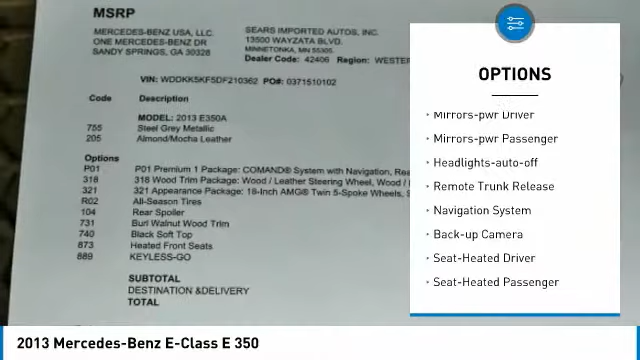 MSRP
MERCEDES-BENZ USA, LLC.
ONE MERCEDES-BENZ DR
SANDY SPRINGS, GA 30328
SEARS IMPORTED AUTOS, INC.
13500 WAYZATA BLVD.
MINNETONKA, MN 55305
Dealer Code: 42406 Region: WESTER
VIN: WDDKK5KF5DF210362 PO#: 0371510102
Code Description
MODEL: 2013 E350A
755 Steel Grey Metallic
205 Almond/Mocha Leather
Options
P01 P01 Premium 1 Package: COMAND® System with Navigation, Rea
318 318 Wood Trim Package: Wood / Leather Steering Wheel, Wood /
321 321 Appearance Package: 18-Inch AMG® Twin 5-Spoke Wheels, S
R02 All-Season Tires
104 Rear Spoiler
731 Burl Walnut Wood Trim
740 Black Soft Top
873 Heated Front Seats
889 KEYLESS-GO
SUBTOTAL
DESTINATION &DELIVERY
TOTAL
OPTIONS
Mirrors-pwr Driver
Mirrors-pwr Passenger
Headlights-auto-off
Remote Trunk Release
Navigation System
Back-up Camera
Seat-Heated Driver
Seat-Heated Passenger
2013 Mercedes-Benz E-Class E 350